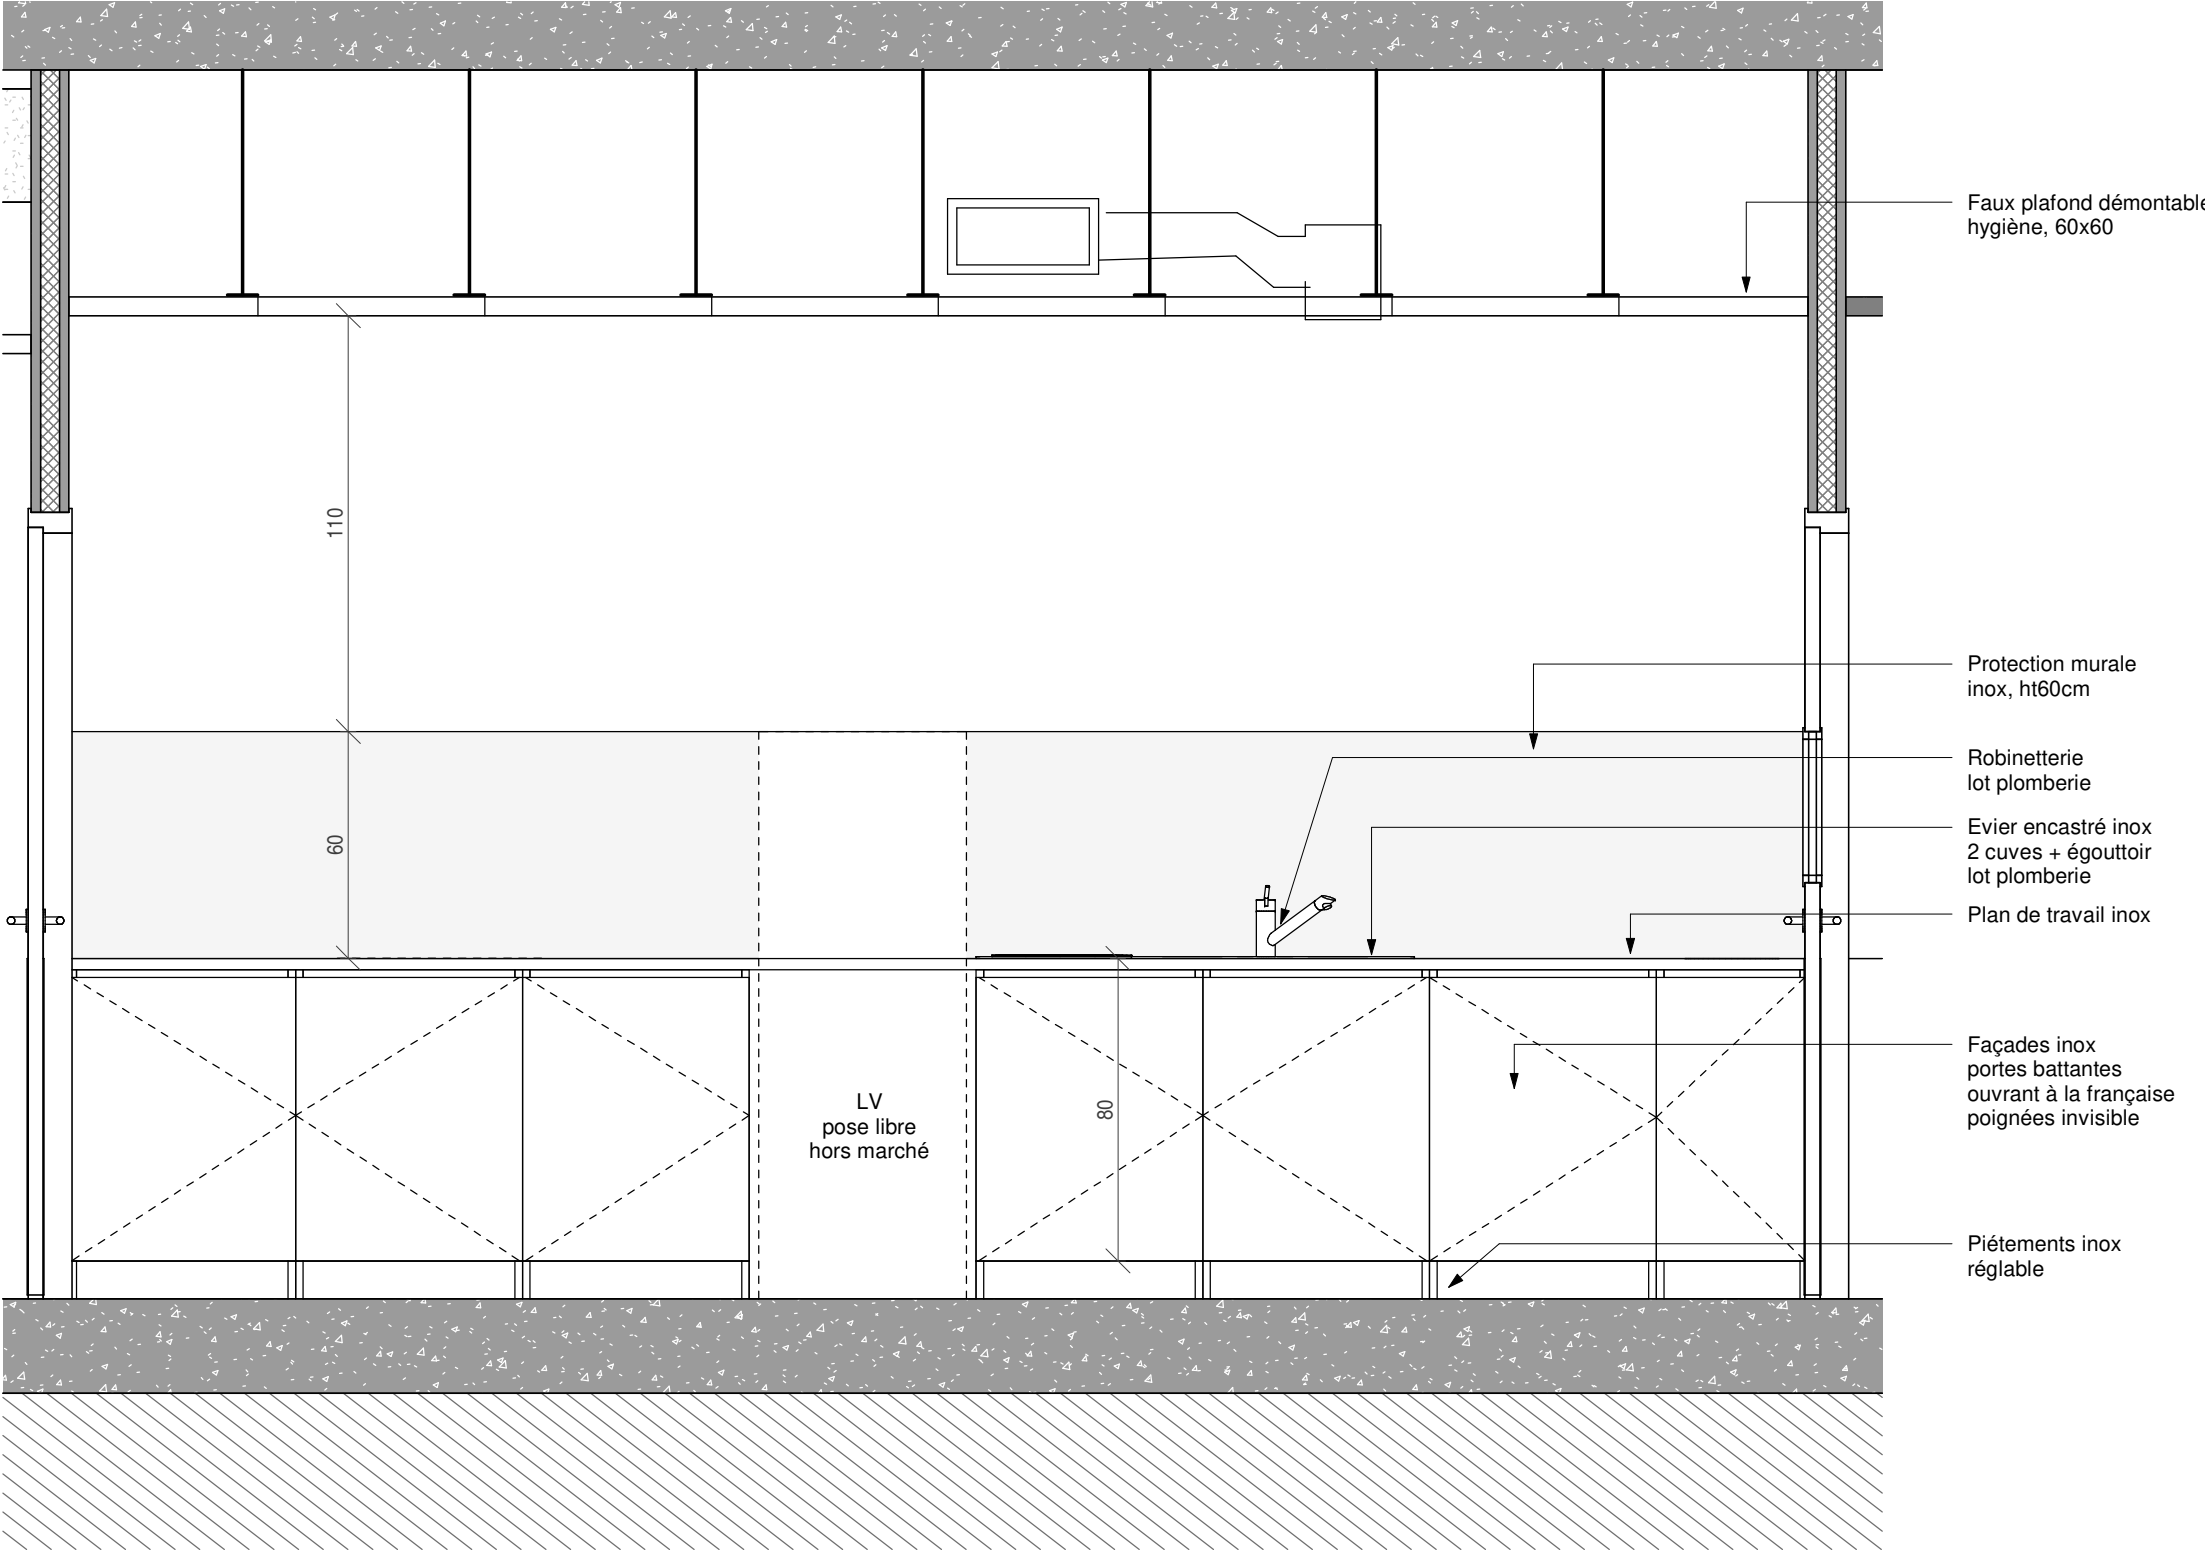 Faux plafond démontable
hygiène, 60x60
110
Protection murale
inox, ht60cm
Robinetterie
lot plomberie
60
Evier encastré inox
2 cuves + égouttoir
lot plomberie
Plan de travail inox
Façades inox
portes battantes
ouvrant à la française
poignées invisible
80
LV
pose libre
hors marché
Piétements inox
réglable